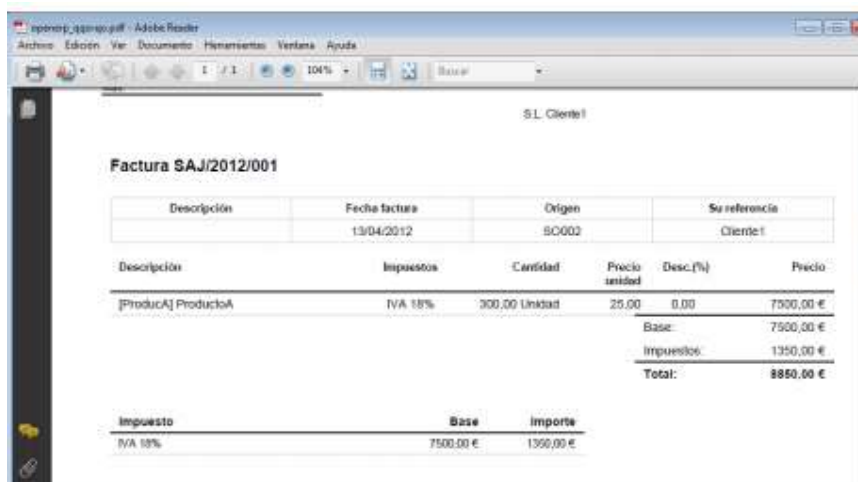 Adobe Reader
Archivo Edición Ver Documento Herramientas Ventana Ayuda
1 / 1 104% Buscar
S.L. Cliente1
Factura SAJ/2012/001
Descripción Fecha factura Origen Su referencia
13/04/2012 SO002 Cliente1
Descripción Impuestos Cantidad Precio unidad Desc.(%) Precio
[ProducA] ProductoA IVA 18% 300,00 Unidad 25,00 0,00 7500,00 €
Base: 7500,00 €
Impuestos: 1350,00 €
Total: 8850,00 €
Impuesto Base Importe
IVA 18% 7500,00 € 1350,00 €